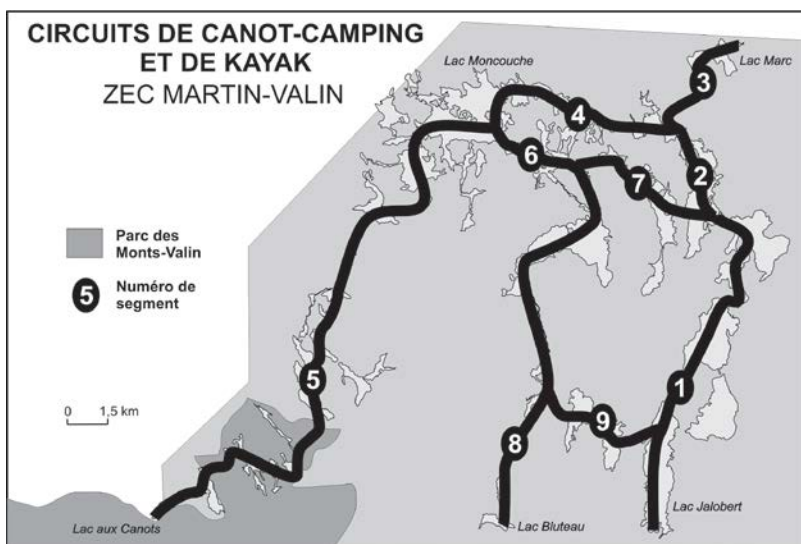 CIRCUITS DE CANOT-CAMPING
ET DE KAYAK
ZEC MARTIN-VALIN
Lac Moncouche
Lac Marc
3
4
6
7
2
Parc des
Monts-Valin
5
Numéro de
segment
5
1
0 1,5 km
9
8
Lac aux Canots
Lac Bluteau
Lac Jalobert